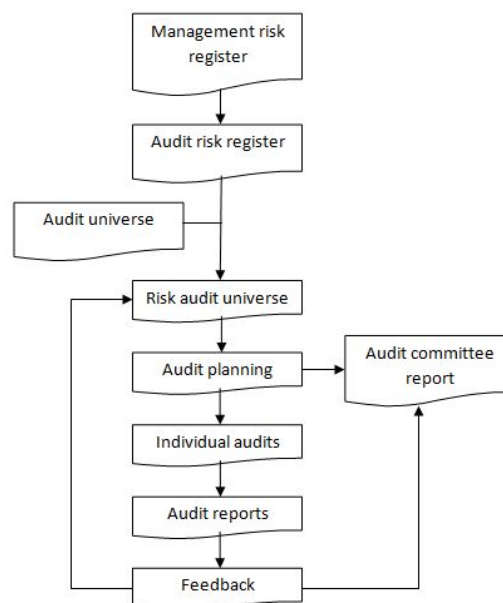 Management risk
register
Audit risk register
Audit universe
Risk audit universe
Audit planning
Audit committee
report
Individual audits
Audit reports
Feedback